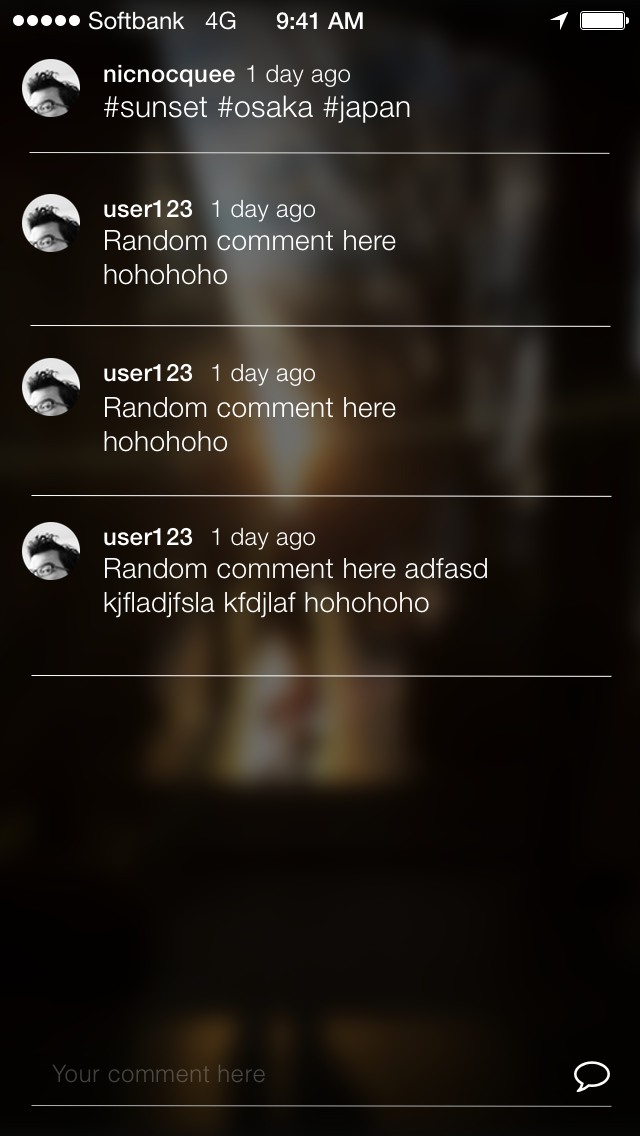 Softbank 4G 9:41 AM
nicnocquee 1 day ago
#sunset #osaka #japan
user123 1 day ago
Random comment here
hohohoho
user123 1 day ago
Random comment here
hohohoho
user123 1 day ago
Random comment here adfasd
kjfladjfsla kfdjlaf hohohoho
Your comment here